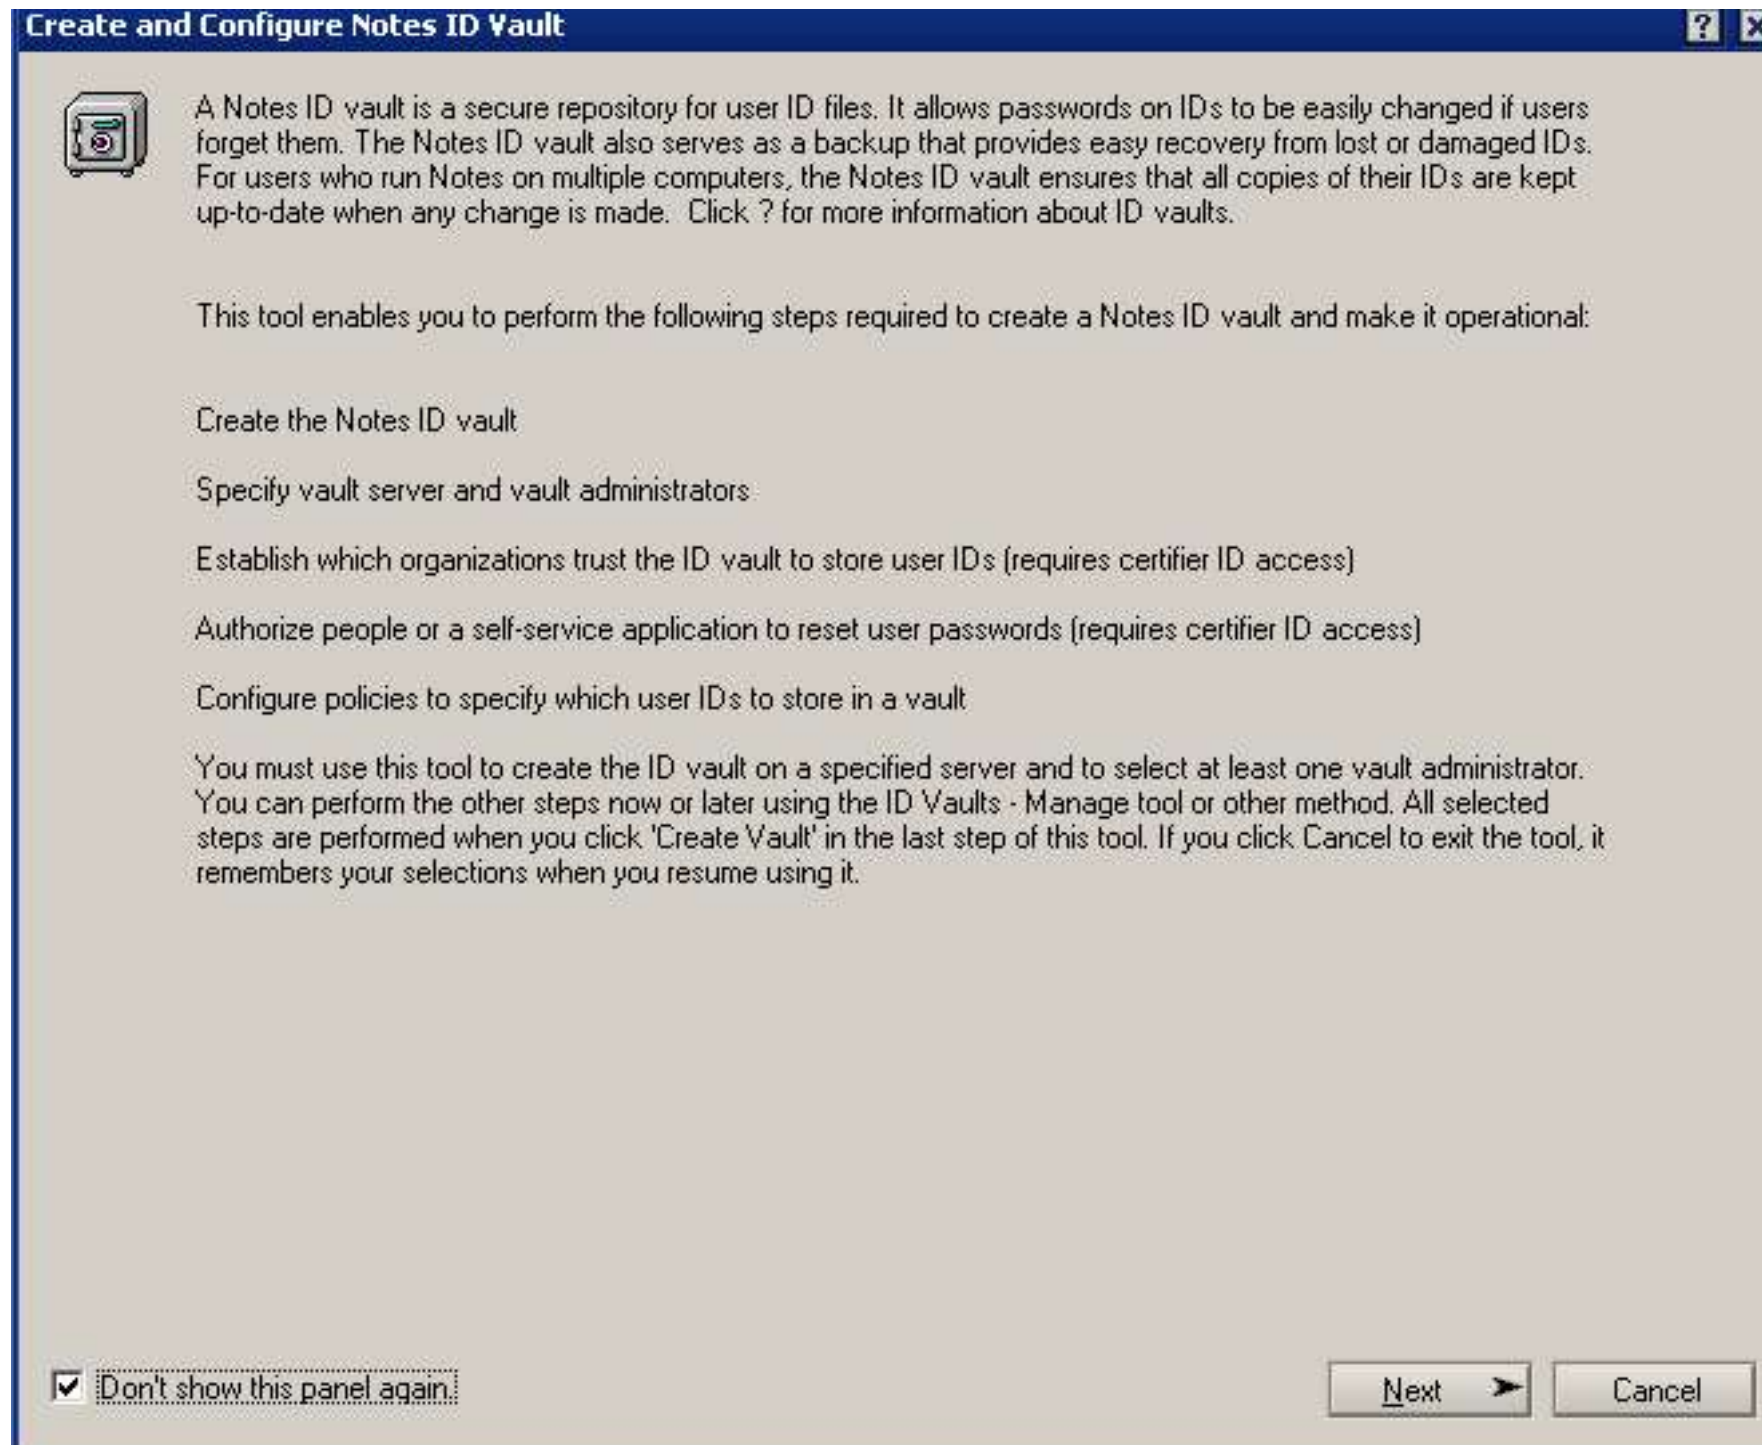 Create and Configure Notes ID Vault
A Notes ID vault is a secure repository for user ID files. It allows passwords on IDs to be easily changed if users
forget them. The Notes ID vault also serves as a backup that provides easy recovery from lost or damaged IDs.
For users who run Notes on multiple computers, the Notes ID vault ensures that all copies of their IDs are kept
up-to-date when any change is made.  Click ? for more information about ID vaults.
This tool enables you to perform the following steps required to create a Notes ID vault and make it operational:
Create the Notes ID vault
Specify vault server and vault administrators
Establish which organizations trust the ID vault to store user IDs (requires certifier ID access)
Authorize people or a self-service application to reset user passwords (requires certifier ID access)
Configure policies to specify which user IDs to store in a vault
You must use this tool to create the ID vault on a specified server and to select at least one vault administrator.
You can perform the other steps now or later using the ID Vaults - Manage tool or other method. All selected
steps are performed when you click 'Create Vault' in the last step of this tool. If you click Cancel to exit the tool, it
remembers your selections when you resume using it.
Don't show this panel again.
Next
Cancel